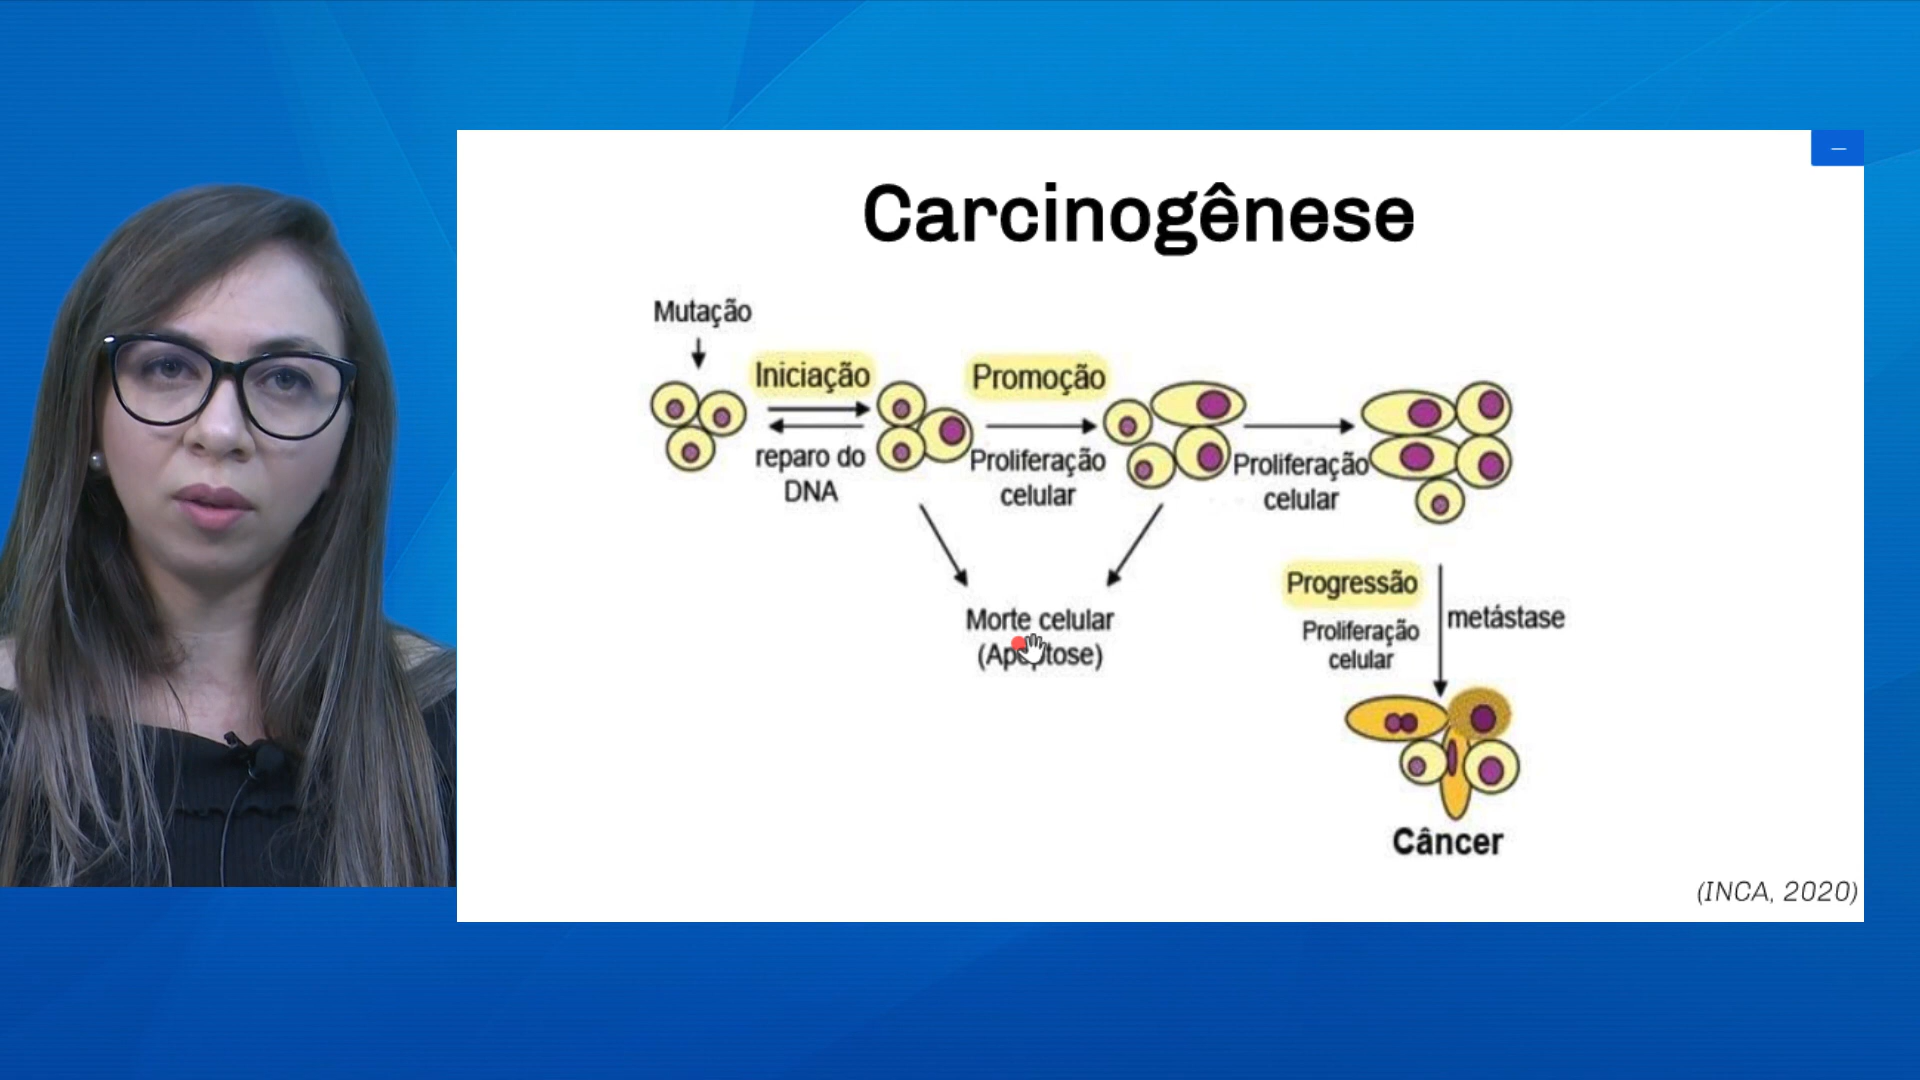 Carcinogênese
Mutação
Iniciação
Promoção
reparo do
DNA
Proliferação
celular
Proliferação
celular
Morte celular
(Apoptose)
Progressão
Proliferação
celular
metástase
Câncer
(INCA, 2020)